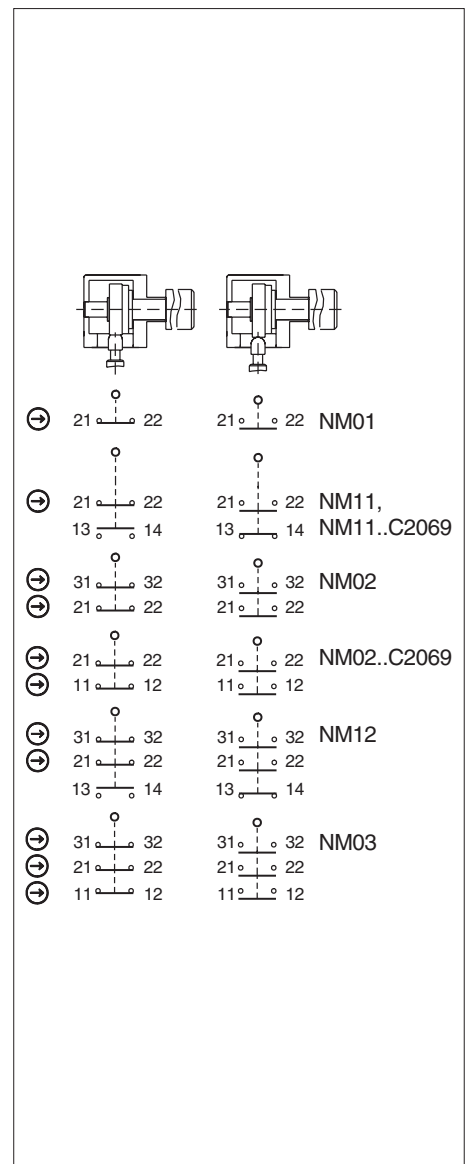 21 22 21 22 NM01
21 22 21 22 NM11,
13 14 13 14 NM11..C2069
31 32 31 32 NM02
21 22 21 22
21 22 21 22 NM02..C2069
11 12 11 12
31 32 31 32 NM12
21 22 21 22
13 14 13 14
31 32 31 32 NM03
21 22 21 22
11 12 11 12